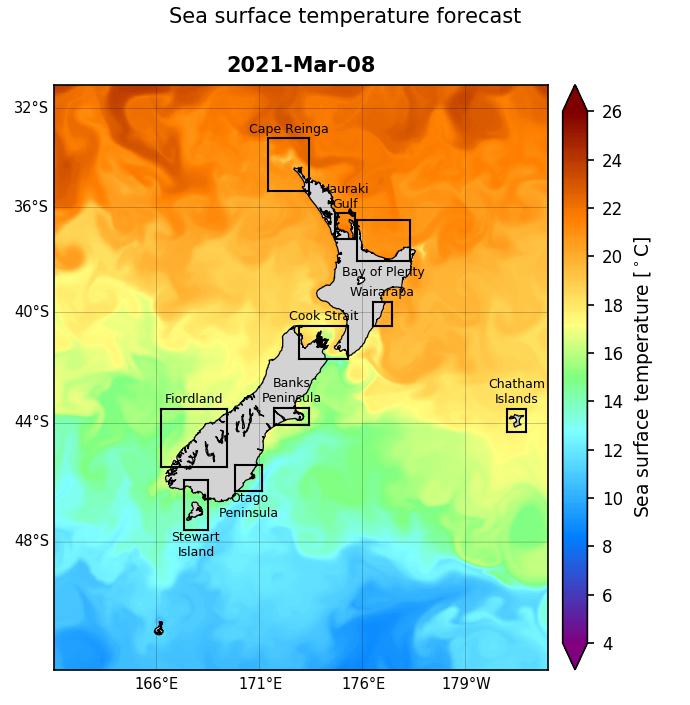 Sea surface temperature forecast
2021-Mar-08
32°S
36°S
40°S
44°S
48°S
Cape Reinga
Hauraki
Gulf
Bay of Plenty
Wairarapa
Cook Strait
Banks
Peninsula
Fiordland
Chatham
Islands
Otago
Peninsula
Stewart
Island
166°E
171°E
176°E
179°W
26
24
22
20
18
16
14
12
10
8
6
4
Sea surface temperature [°C]